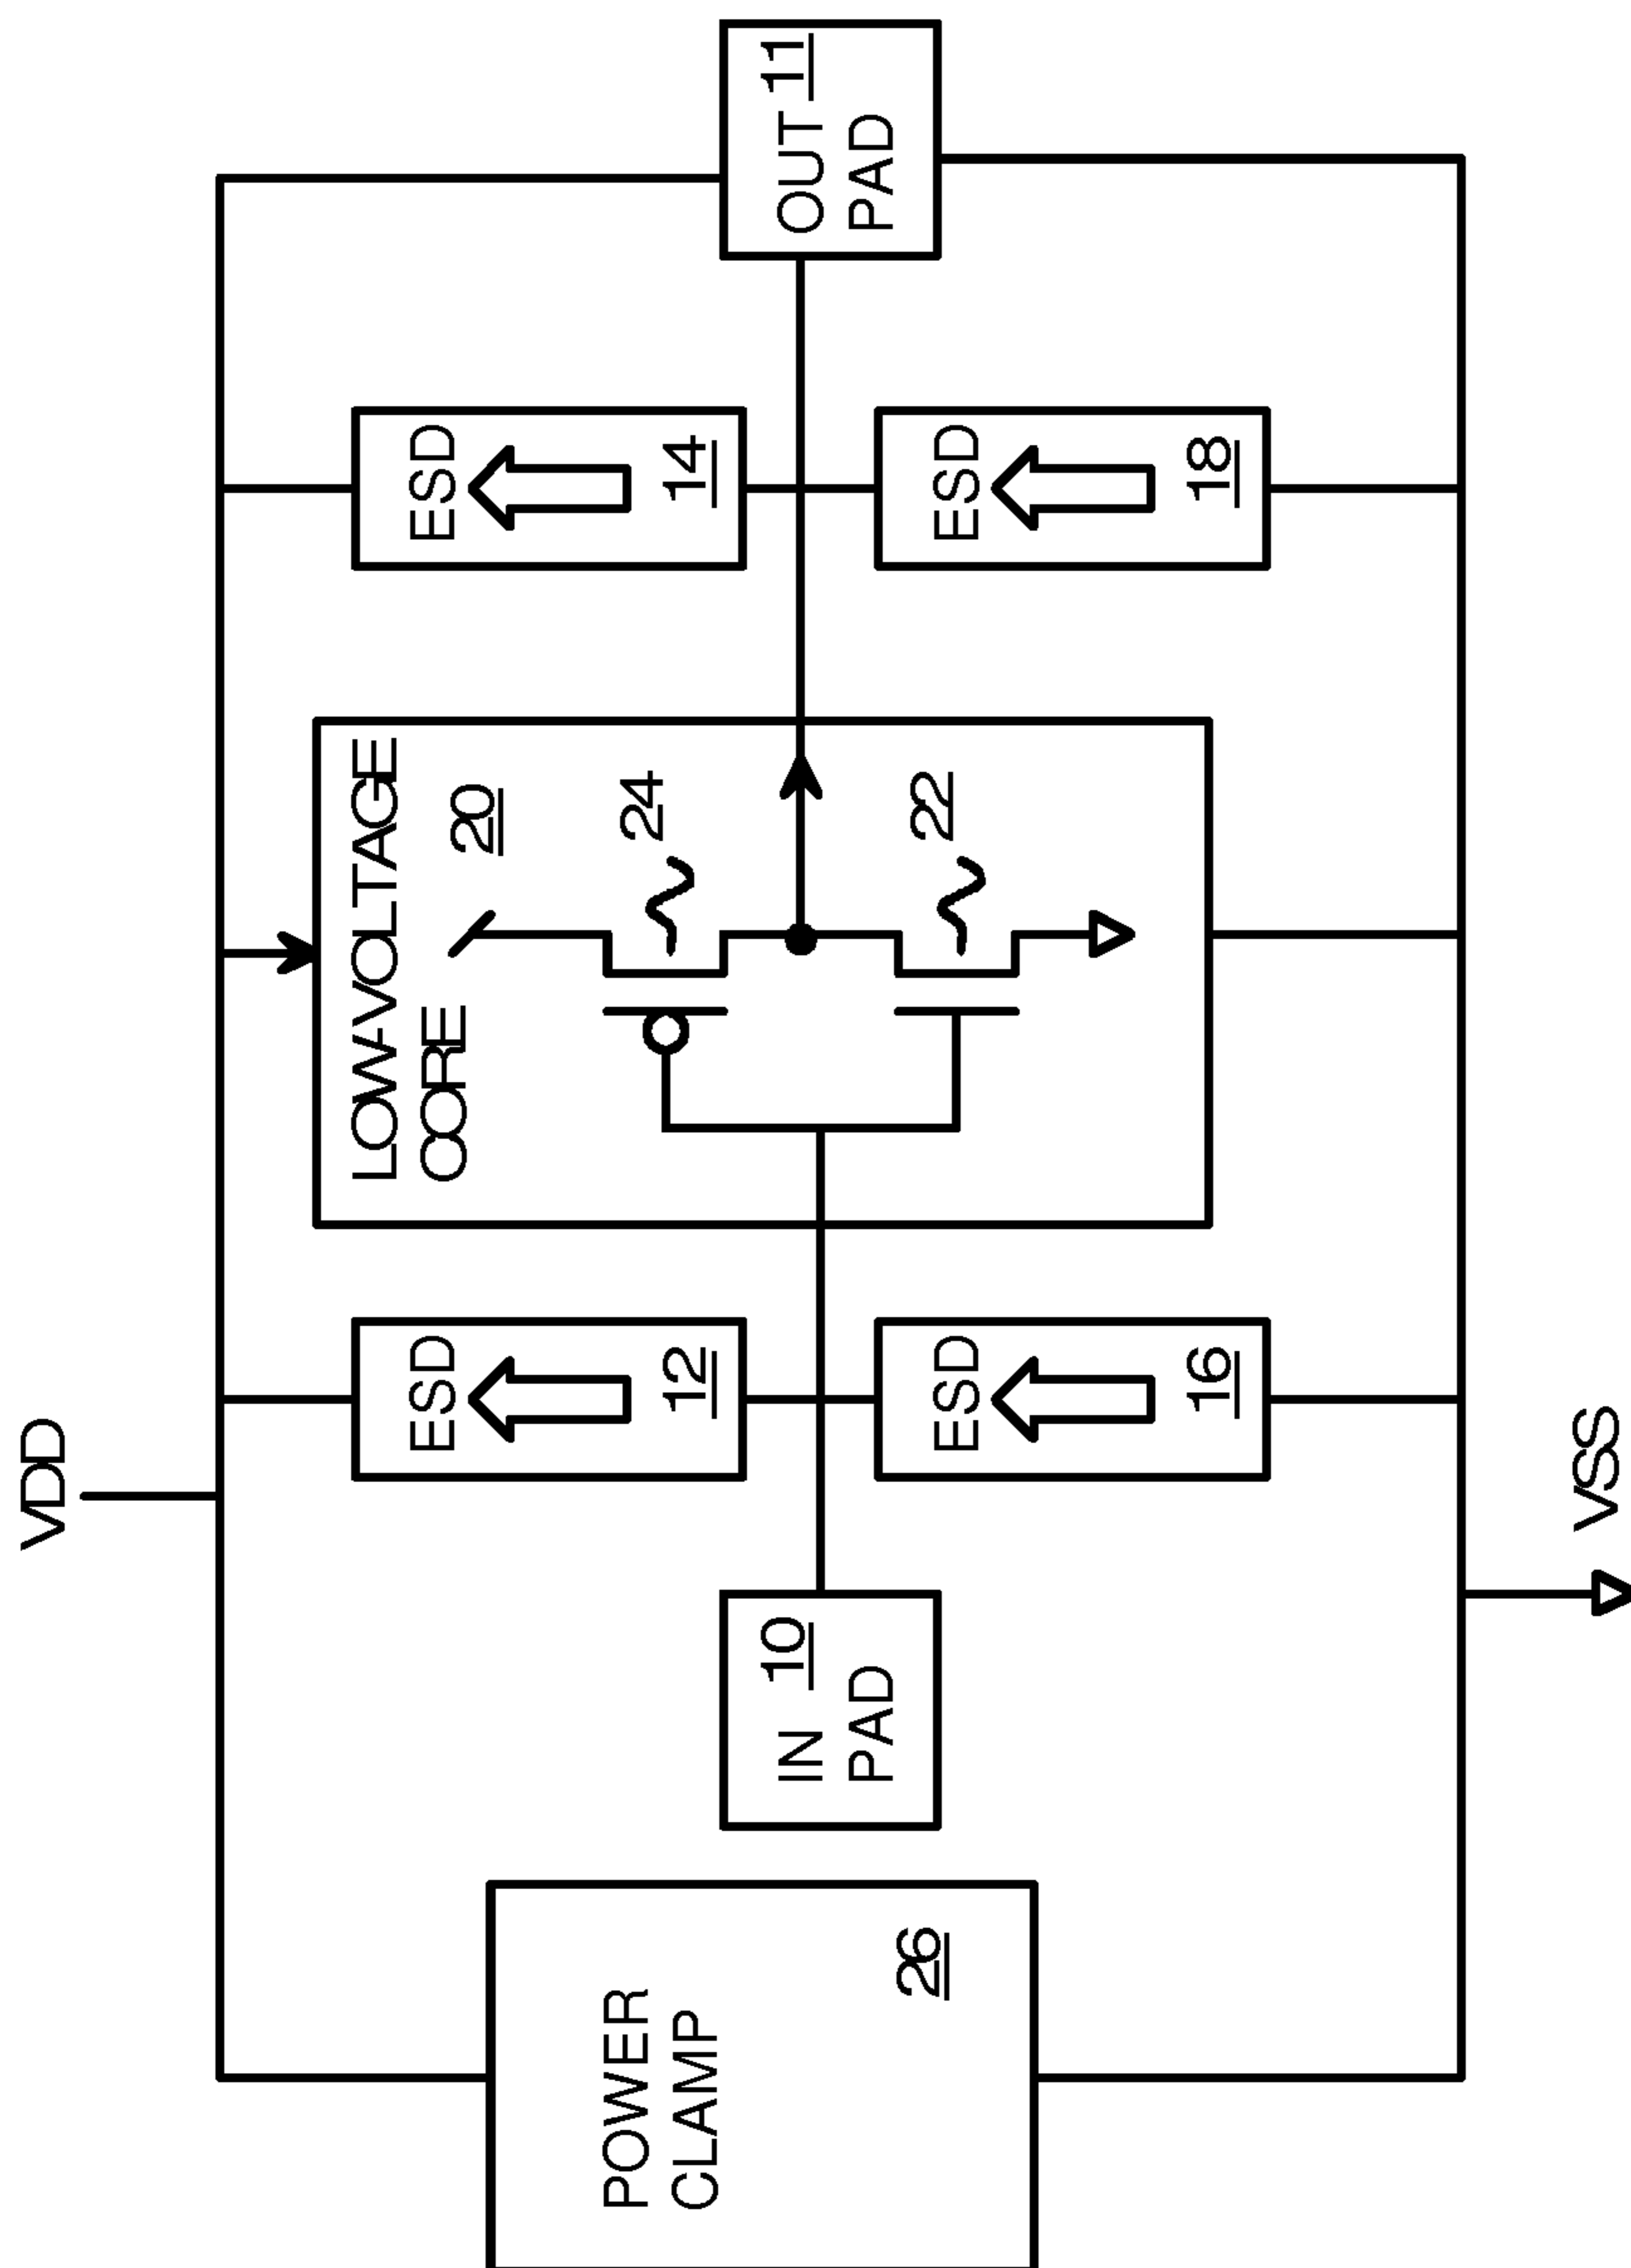 VDD
POWER
CLAMP
26
IN 10
PAD
ESD
12
ESD
16
LOW-VOLTAGE
CORE
20
24
22
ESD
14
ESD
18
OUT 11
PAD
VSS